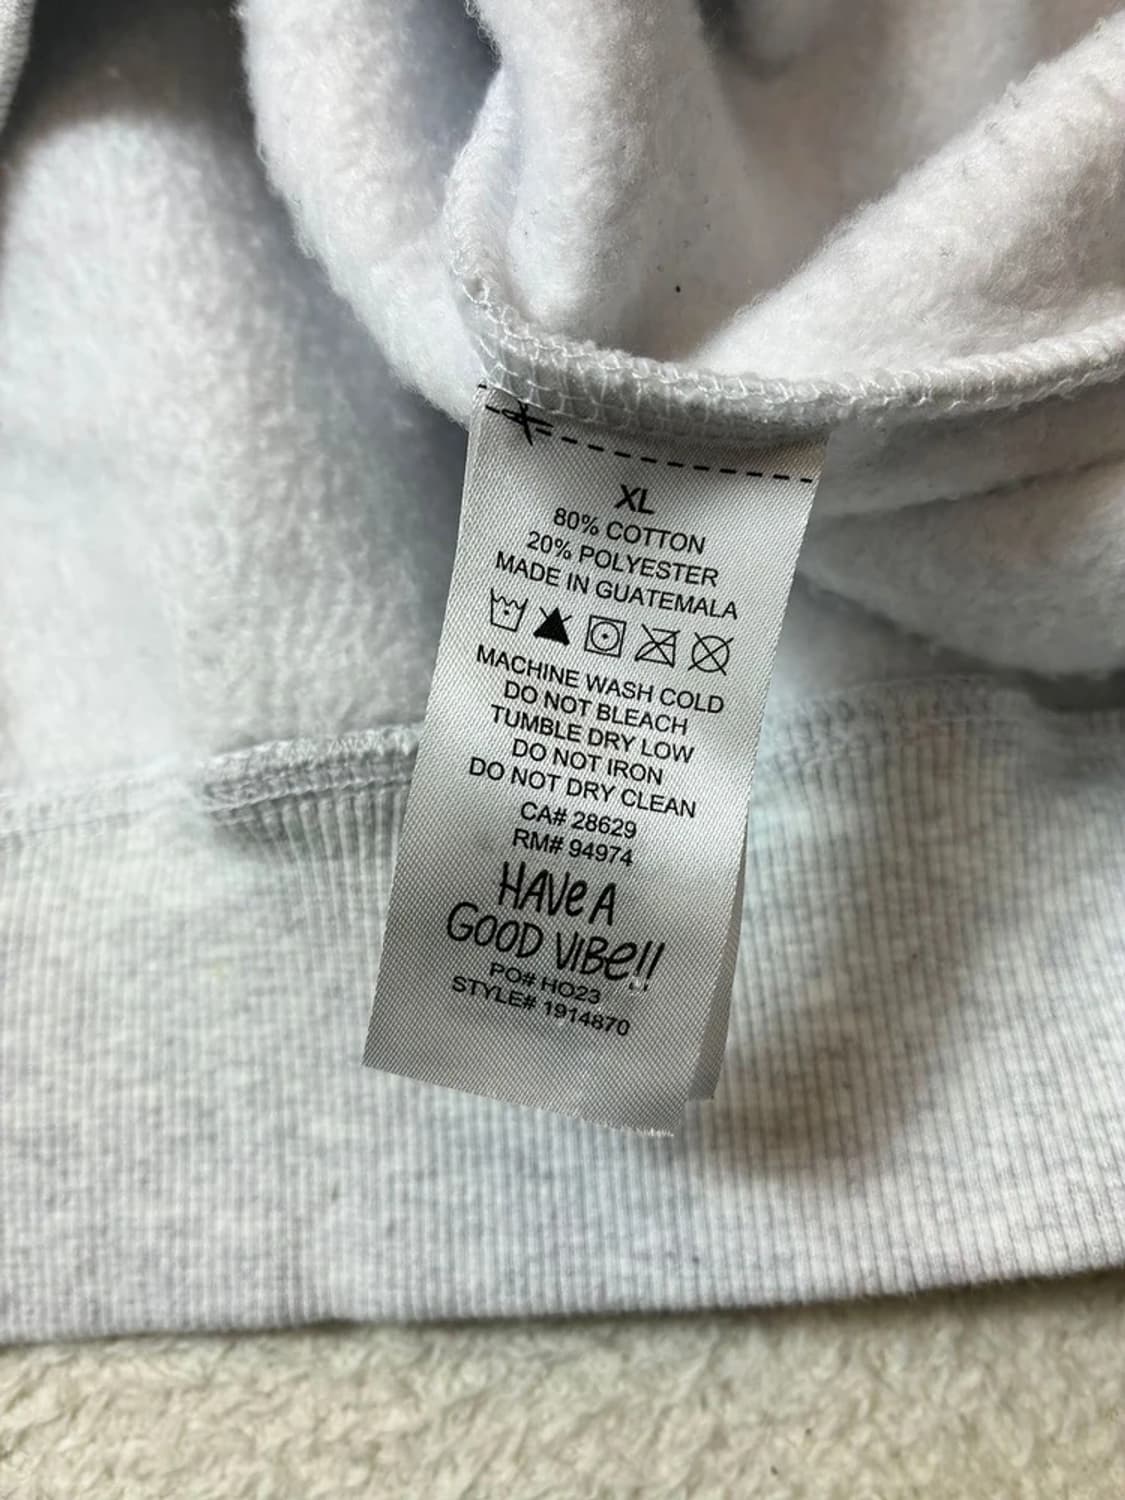 XL
80% COTTON
20% POLYESTER
MADE IN GUATEMALA
MACHINE WASH COLD
DO NOT BLEACH
TUMBLE DRY LOW
DO NOT IRON
DO NOT DRY CLEAN
CA# 28629
RM# 94974
HAVe A
GOOD VIBe!!
PO# HO23
STYLE# 1914870